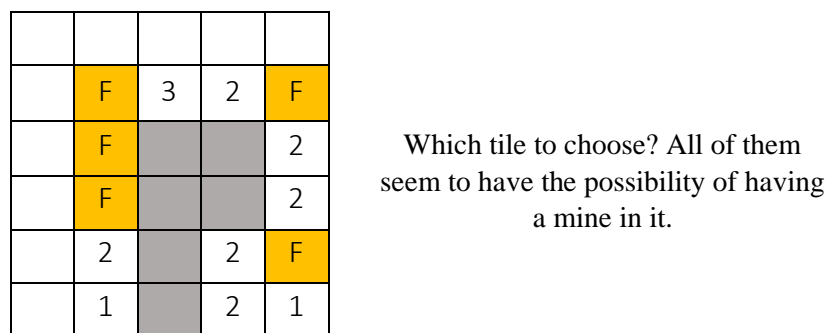 F 3 2 F
F 2
F 2
2 2 F
1 2 1
Which tile to choose? All of them
seem to have the possibility of having
a mine in it.